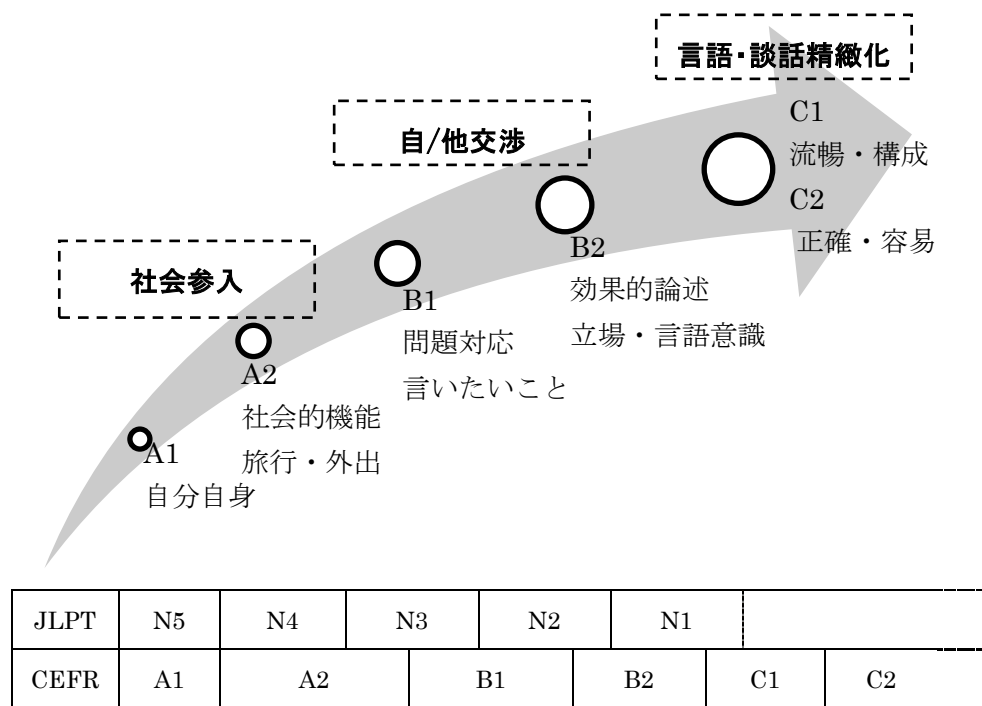 言語・談話精緻化
C1
流暢・構成
C2
正確・容易
自/他交渉
B2
効果的論述
立場・言語意識
社会参入
B1
問題対応
言いたいこと
A2
社会的機能
旅行・外出
A1
自分自身
JLPT N5 N4 N3 N2 N1
CEFR A1 A2 B1 B2 C1 C2